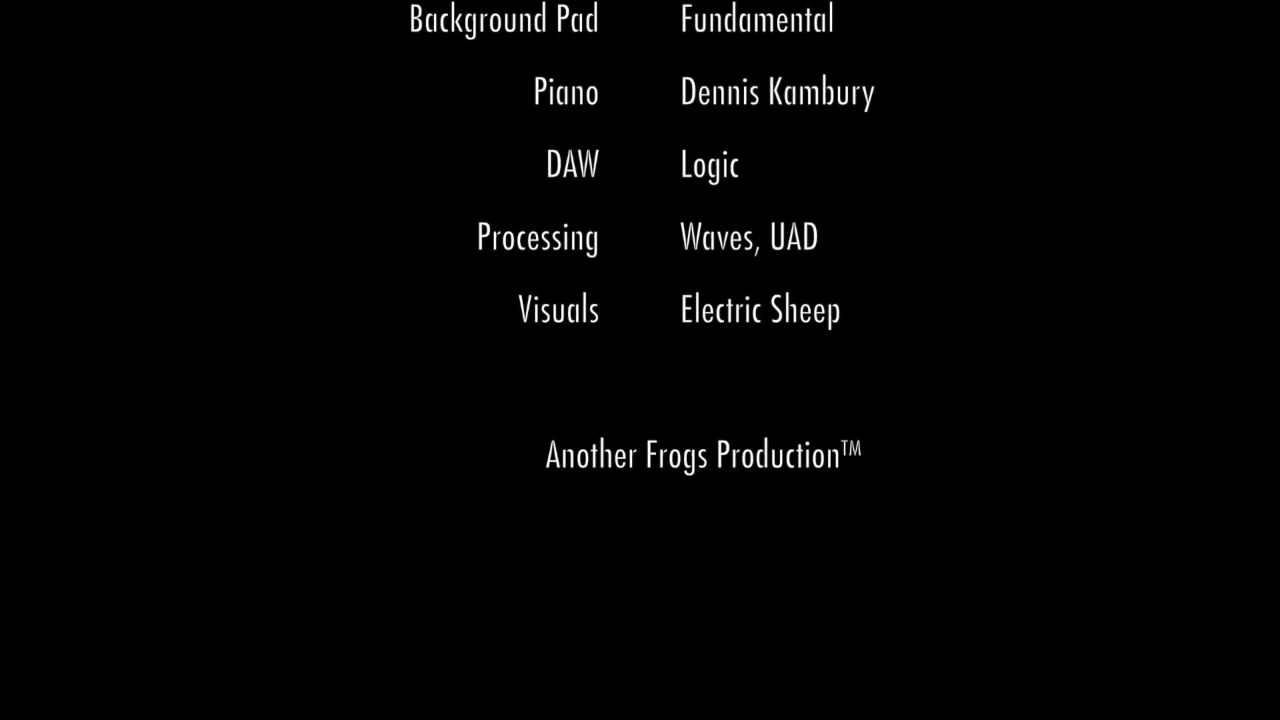 Background Pad Fundamental
Piano Dennis Kambury
DAW Logic
Processing Waves, UAD
Visuals Electric Sheep
Another Frogs Production™